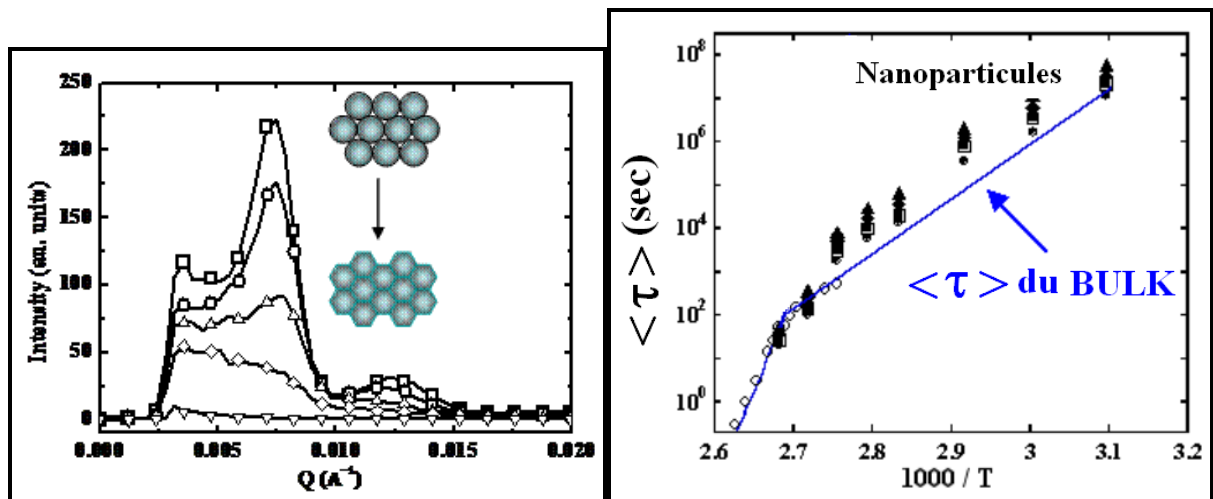 250
200
150
100
50
0
Intensity (au. units)
0.000 0.005 0.010 0.015 0.020
Q (A⁻¹)
10⁸
10⁶
10⁴
10²
10⁰
<τ> (sec)
Nanoparticules
<τ> du BULK
2.6 2.7 2.8 2.9 3 3.1 3.2
1000 / T